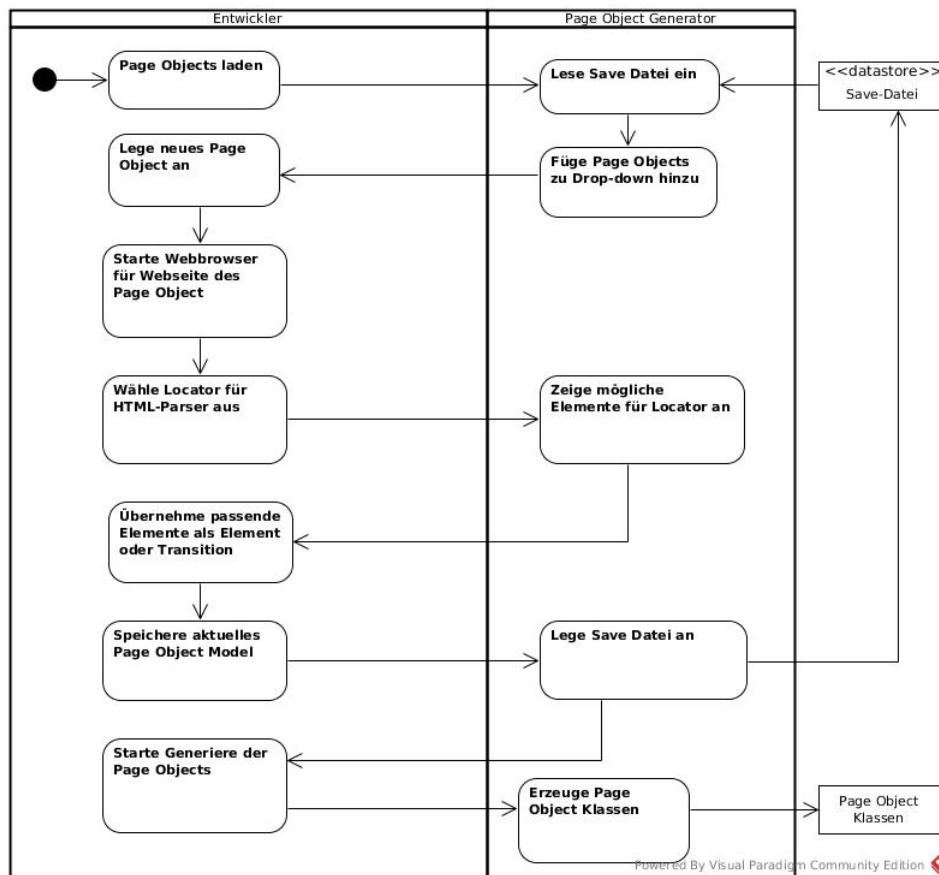 Entwickler
Page Object Generator
Page Objects laden
Lese Save Datei ein
<<datastore>>
Save-Datei
Lege neues Page
Object an
Füge Page Objects
zu Drop-down hinzu
Starte Webbrowser
für Webseite des
Page Object
Wähle Locator für
HTML-Parser aus
Zeige mögliche
Elemente für Locator an
Übernehme passende
Elemente als Element
oder Transition
Speichere aktuelles
Page Object Model
Lege Save Datei an
Starte Generiere der
Page Objects
Erzeuge Page
Object Klassen
Page Object
Klassen
Powered By Visual Paradigm Community Edition